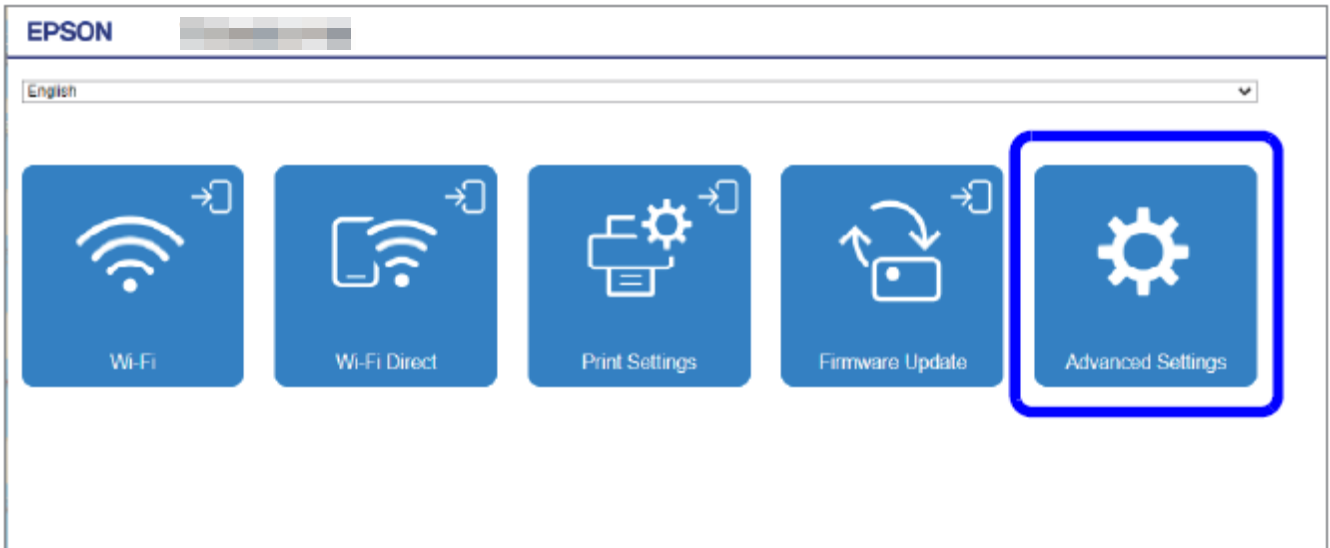 EPSON
English
Wi-Fi
Wi-Fi Direct
Print Settings
Firmware Update
Advanced Settings